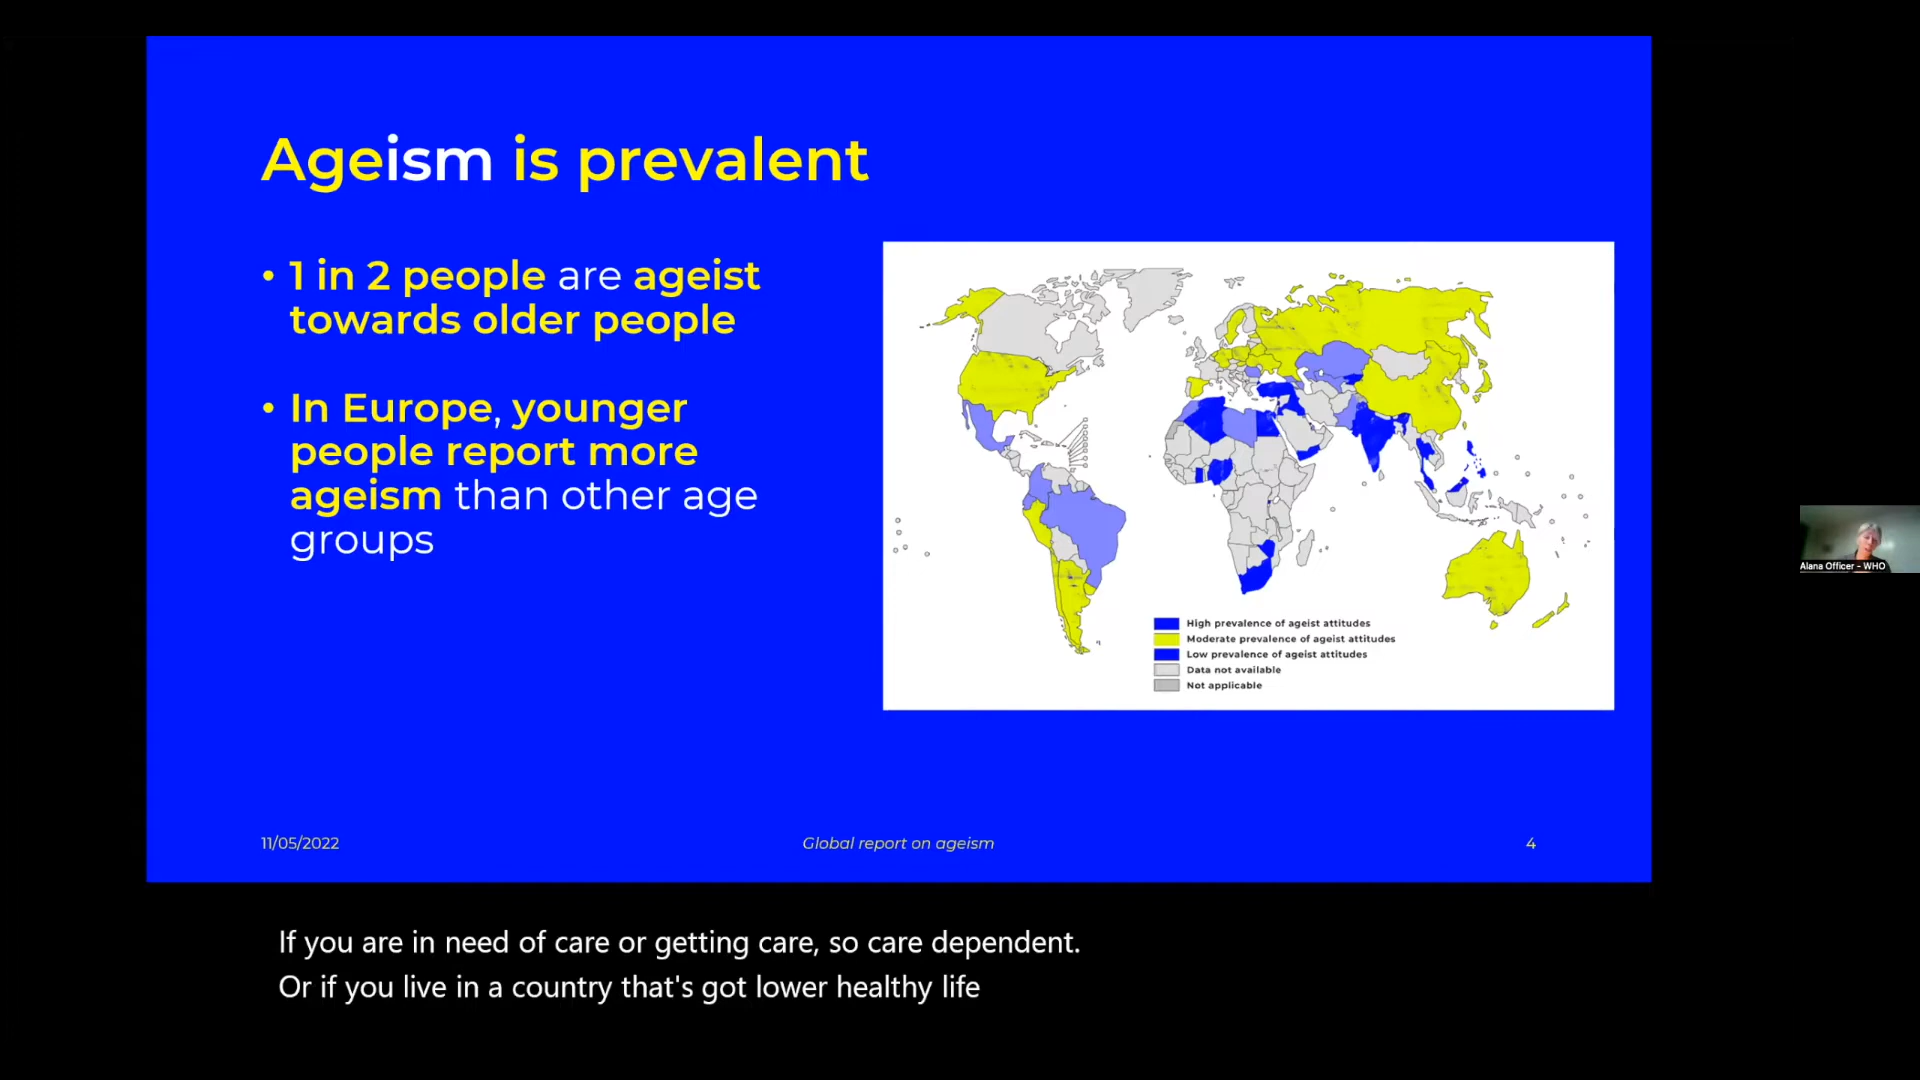 Ageism is prevalent
• 1 in 2 people are ageist
towards older people
• In Europe, younger
people report more
ageism than other age
groups
High prevalence of ageist attitudes
Moderate prevalence of ageist attitudes
Low prevalence of ageist attitudes
Data not available
Not applicable
11/05/2022
Global report on ageism
4
Alana Officer - WHO
If you are in need of care or getting care, so care dependent.
Or if you live in a country that's got lower healthy life